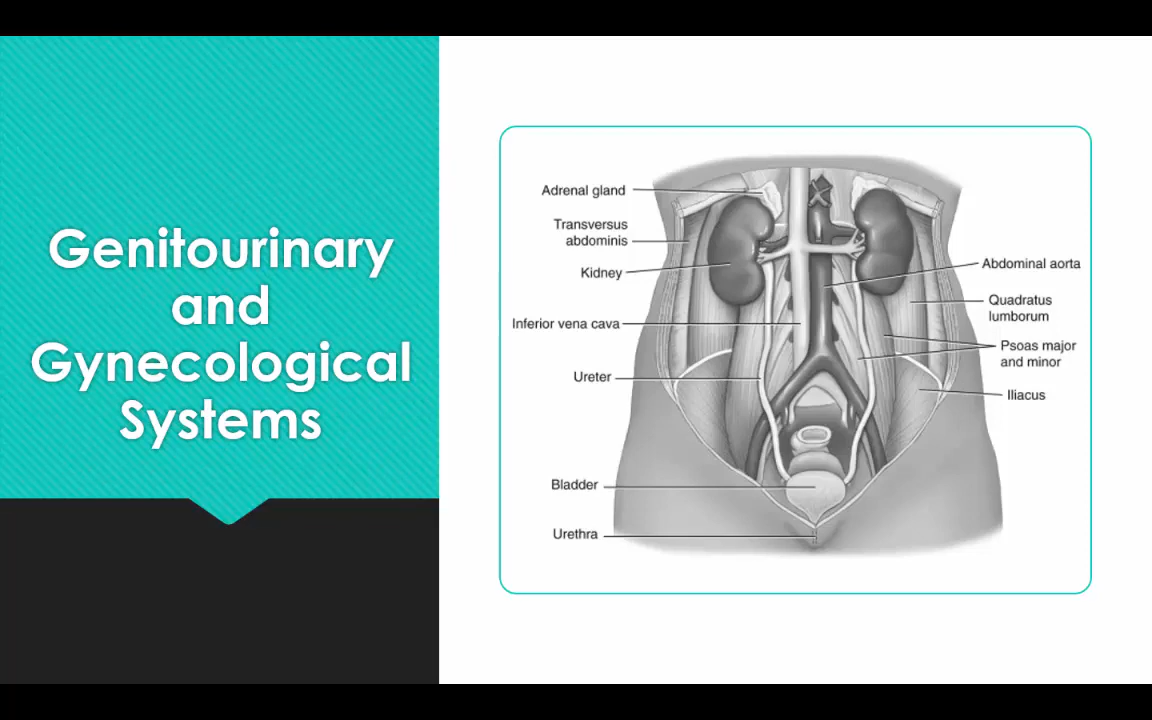 Genitourinary
and
Gynecological
Systems
Adrenal gland
Transversus
abdominis
Kidney
Inferior vena cava
Ureter
Bladder
Urethra
Abdominal aorta
Quadratus
lumborum
Psoas major
and minor
Iliacus